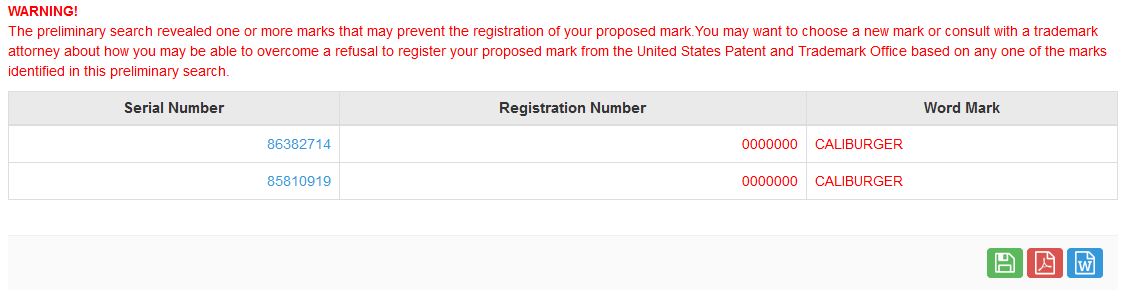 WARNING!
The preliminary search revealed one or more marks that may prevent the registration of your proposed mark.You may want to choose a new mark or consult with a trademark
attorney about how you may be able to overcome a refusal to register your proposed mark from the United States Patent and Trademark Office based on any one of the marks
identified in this preliminary search.
Serial Number Registration Number Word Mark
86382714 0000000 CALIBURGER
85810919 0000000 CALIBURGER
W